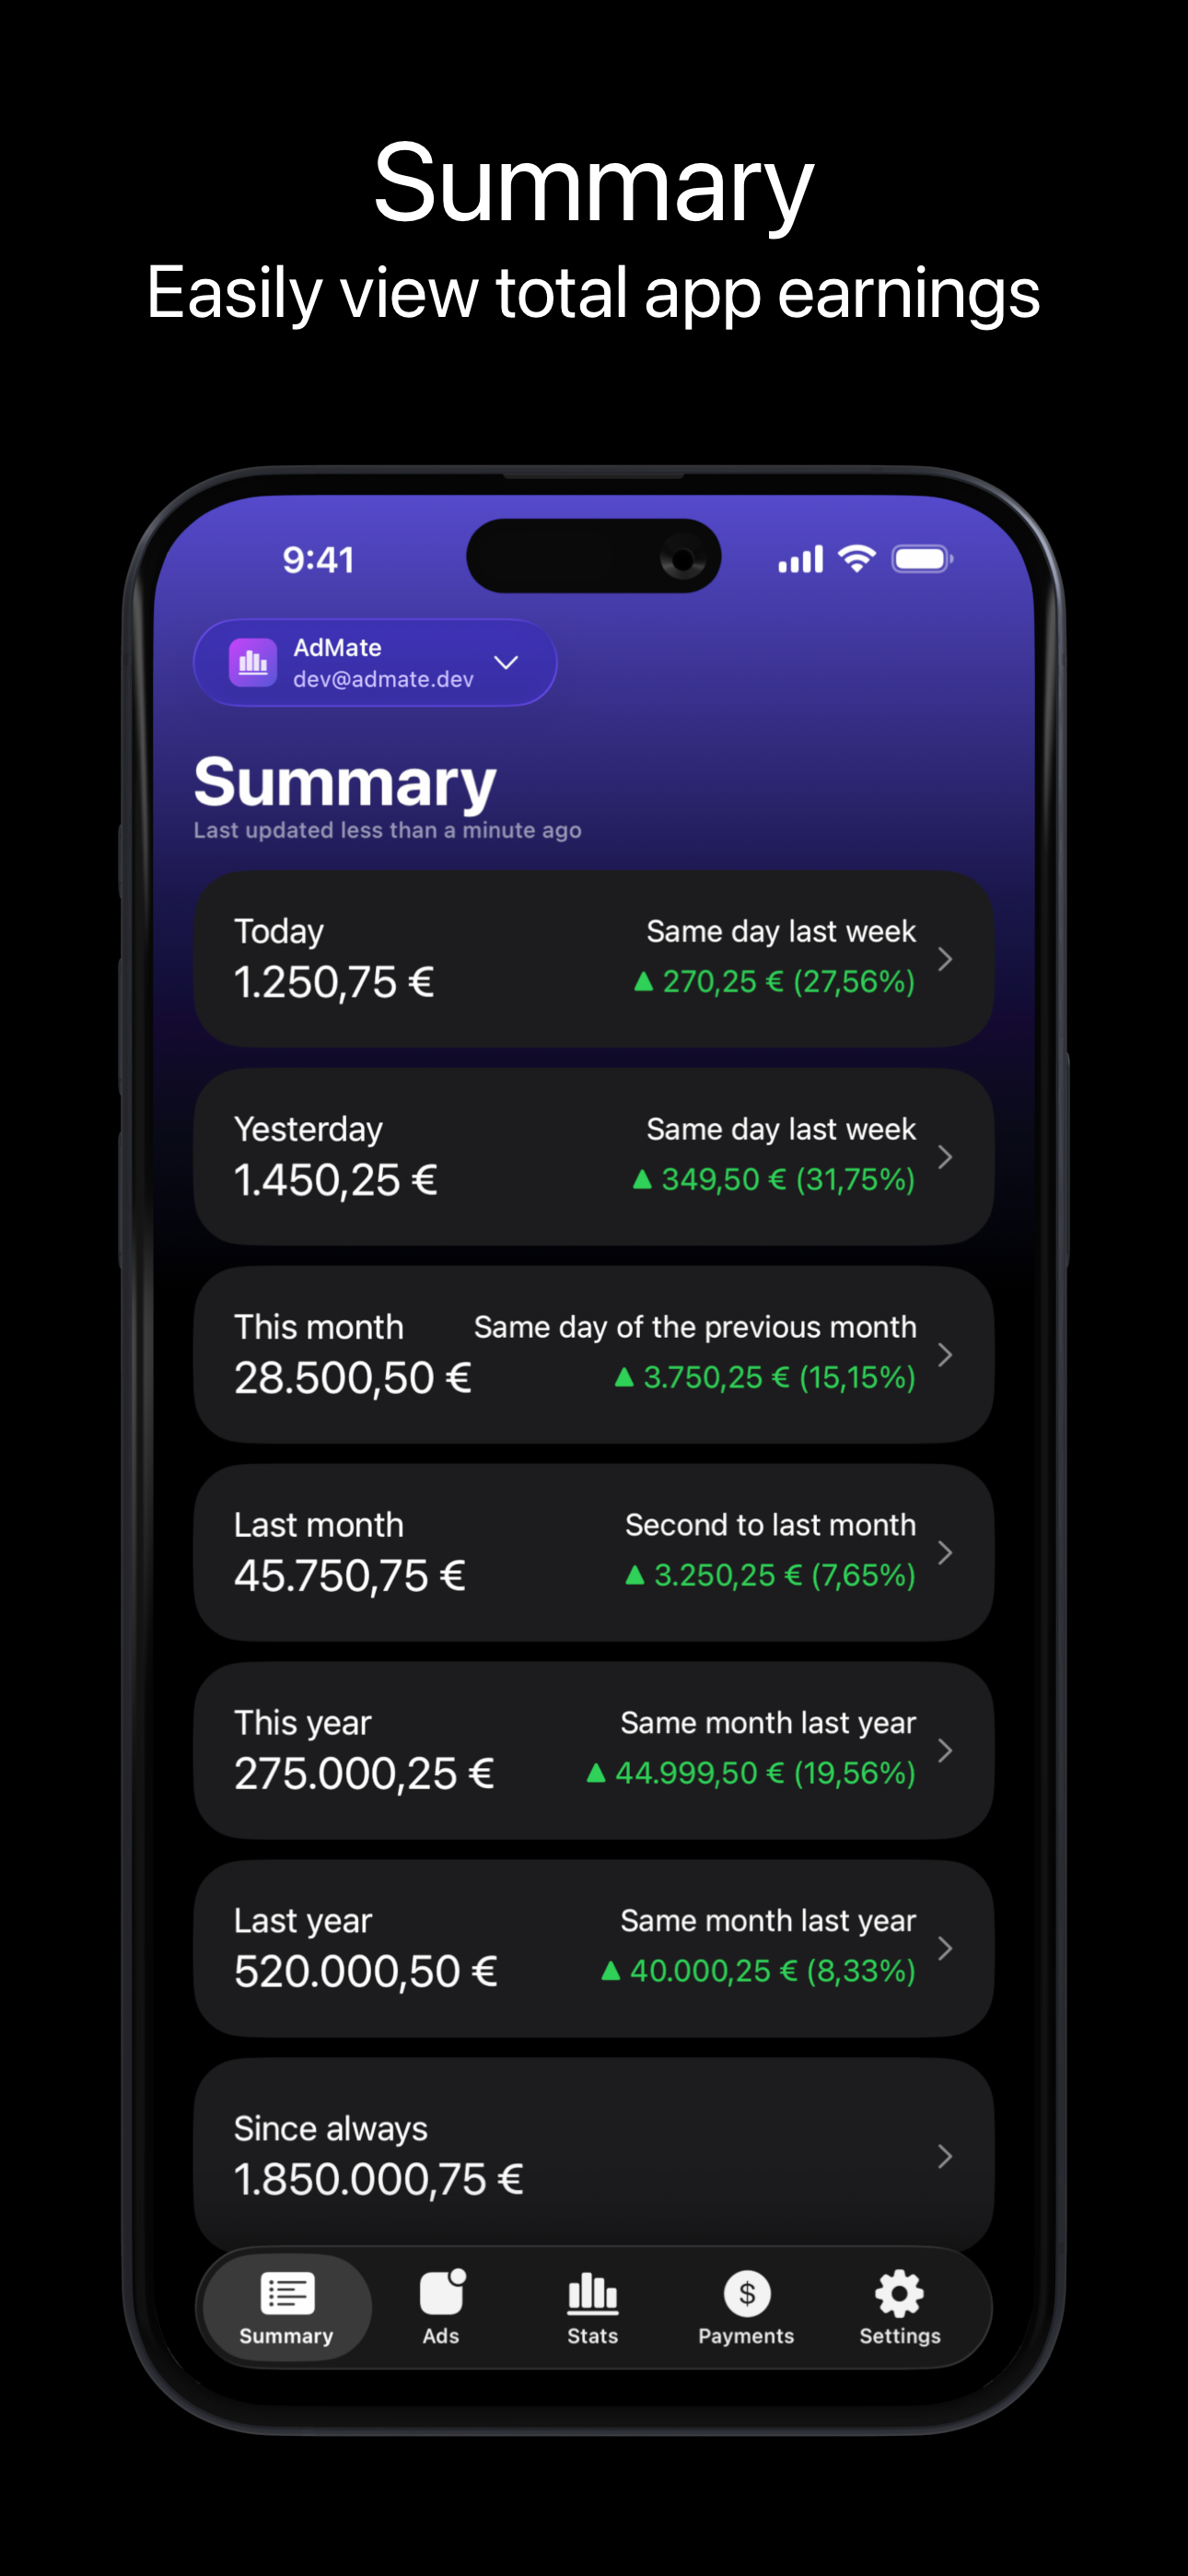 Summary
Easily view total app earnings
9:41
AdMate
dev@admate.dev
Summary
Last updated less than a minute ago
Today
Same day last week
1.250,75 €
▲ 270,25 € (27,56%)
Yesterday
Same day last week
1.450,25 €
▲ 349,50 € (31,75%)
This month
Same day of the previous month
28.500,50 €
▲ 3.750,25 € (15,15%)
Last month
Second to last month
45.750,75 €
▲ 3.250,25 € (7,65%)
This year
Same month last year
275.000,25 €
▲ 44.999,50 € (19,56%)
Last year
Same month last year
520.000,50 €
▲ 40.000,25 € (8,33%)
Since always
1.850.000,75 €
$
Summary
Ads
Stats
Payments
Settings